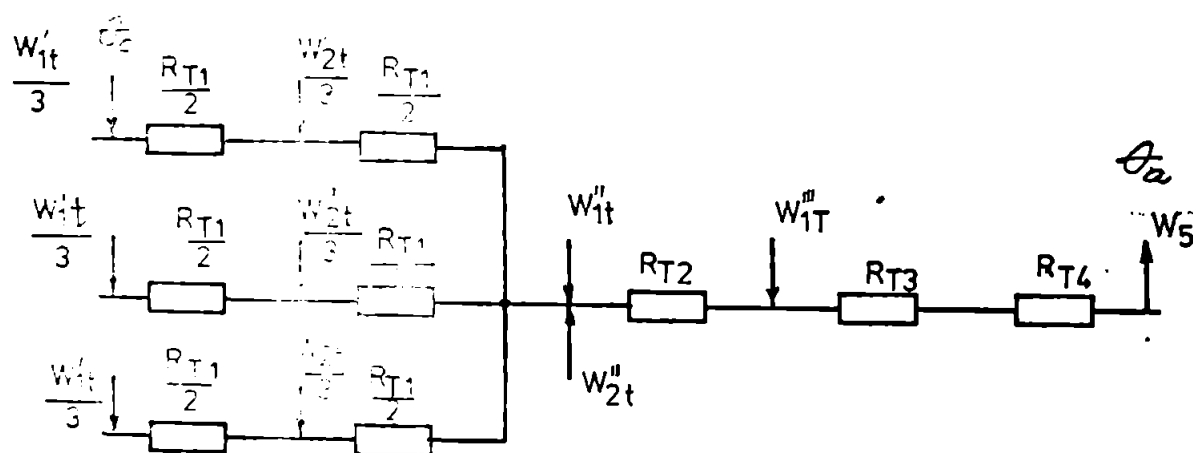 W'1t/3 θc RT1/2 W'2t/3 RT1/2
W'1t/3 RT1/2 W'2t/3 RT1
W'1t/3 RT1/2 RT1/2
W''1t W'''1T θa
RT2 RT3 RT4 W5
W''2t